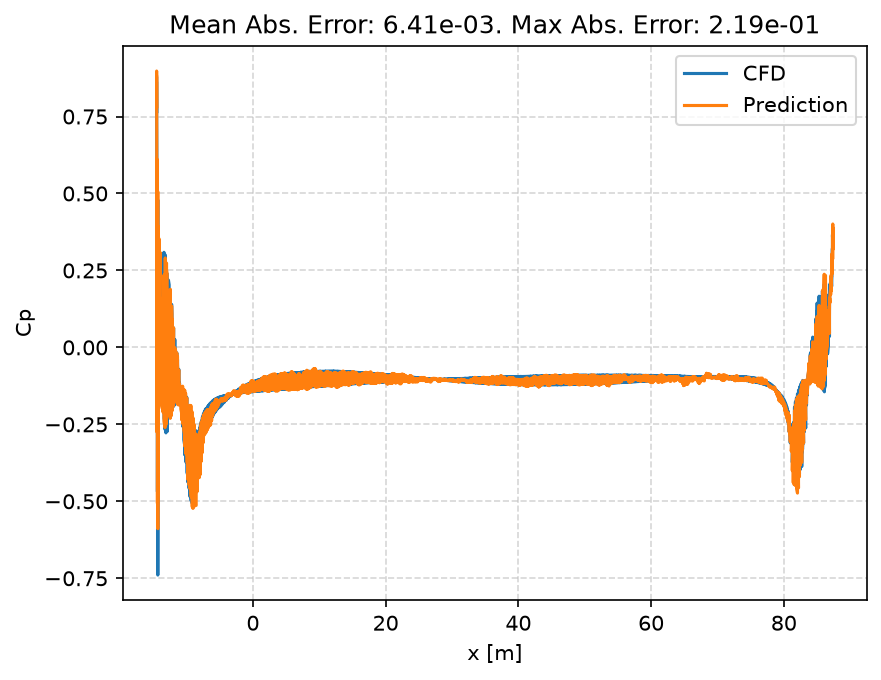 Mean Abs. Error: 6.41e-03. Max Abs. Error: 2.19e-01
CFD
Prediction
0.75
0.50
0.25
0.00
−0.25
−0.50
−0.75
Cp
0
20
40
60
80
x [m]